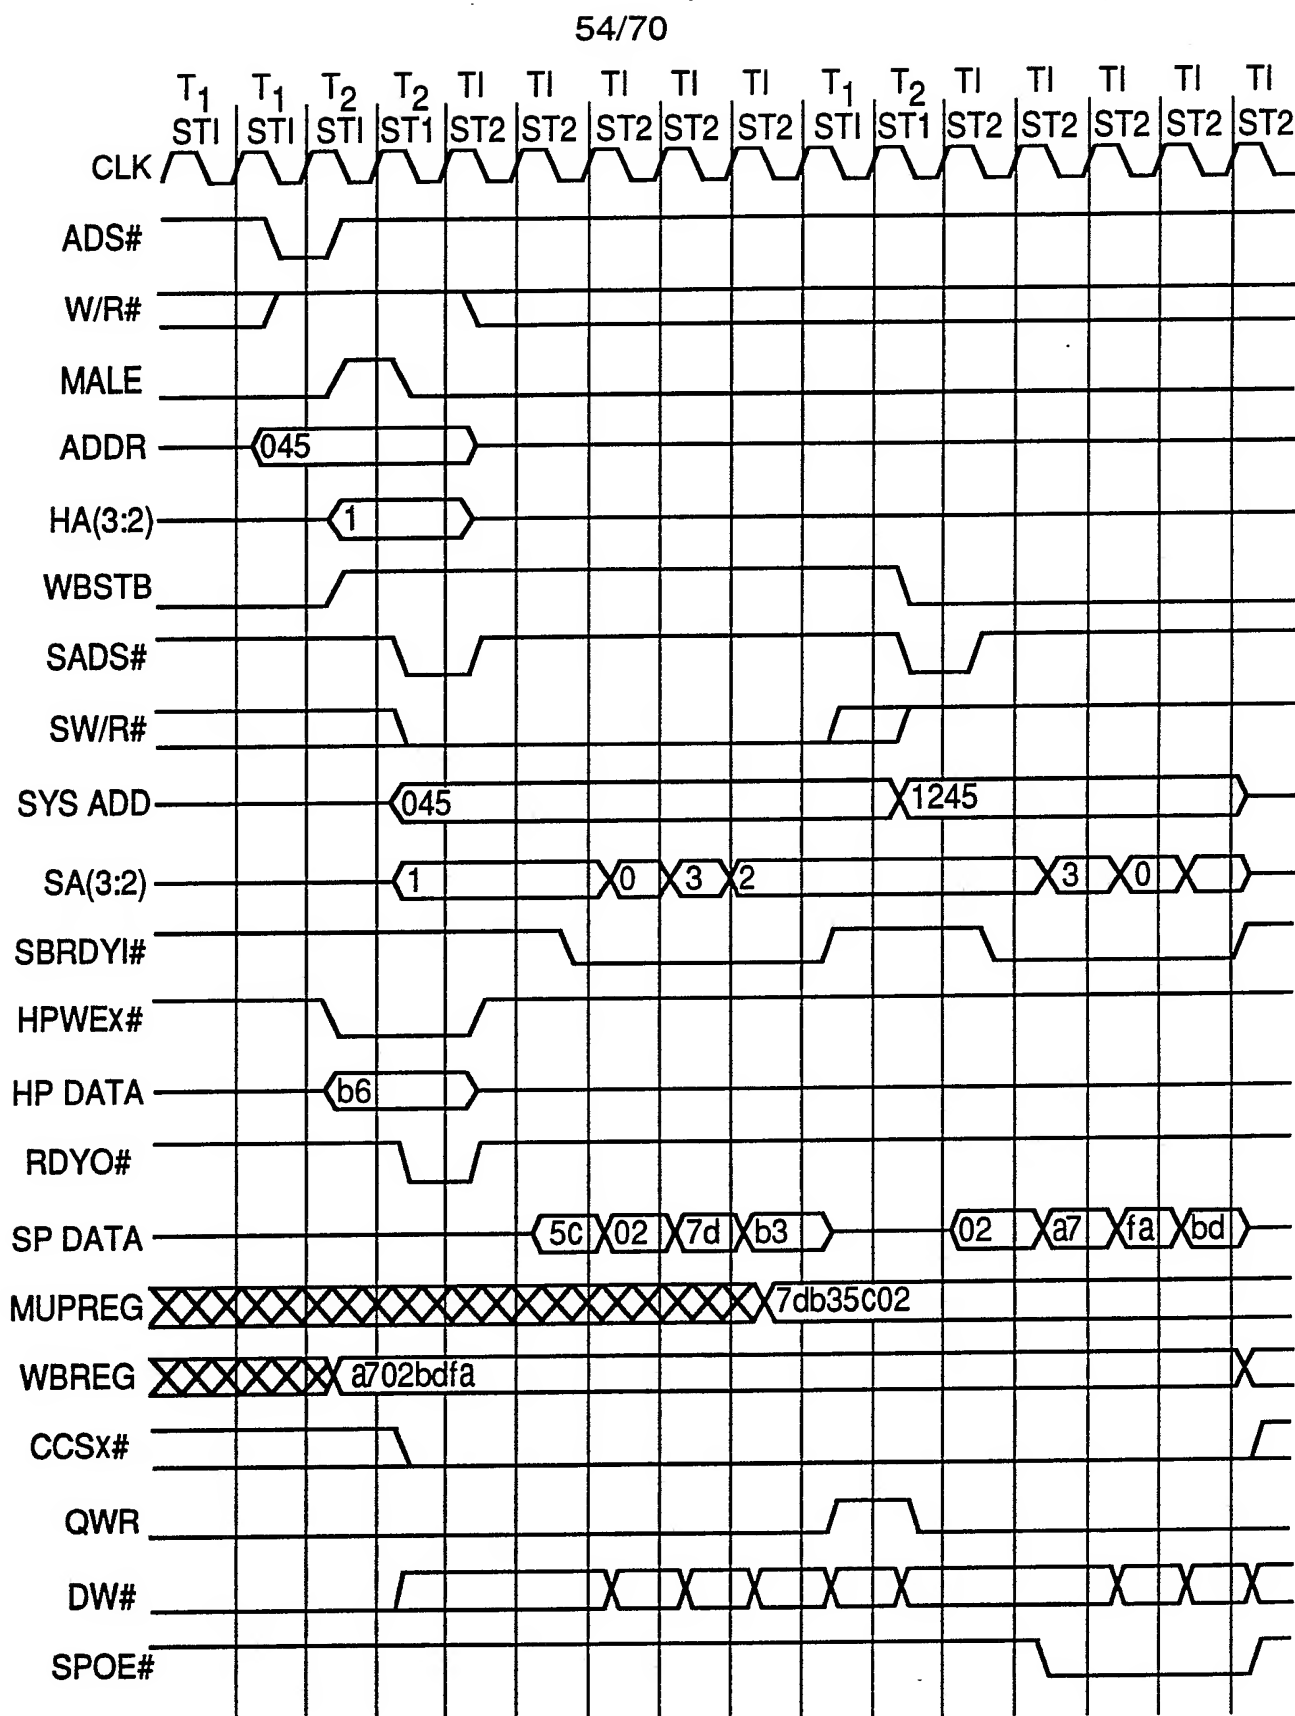 54/70
T1 T1 T2 T2 TI TI TI TI TI T1 T2 TI TI TI TI TI
STI STI STI ST1 ST2 ST2 ST2 ST2 ST2 STI ST1 ST2 ST2 ST2 ST2 ST2
CLK
ADS#
W/R#
MALE
ADDR 045
HA(3:2) 1
WBSTB
SADS#
SW/R#
SYS ADD 045 1245
SA(3:2) 1 0 3 2 3 0
SBRDYI#
HPWEx#
HP DATA b6
RDYO#
SP DATA 5c 02 7d b3 02 a7 fa bd
MUPREG 7db35c02
WBREG a702bdfa
CCSx#
QWR
DW#
SPOE#